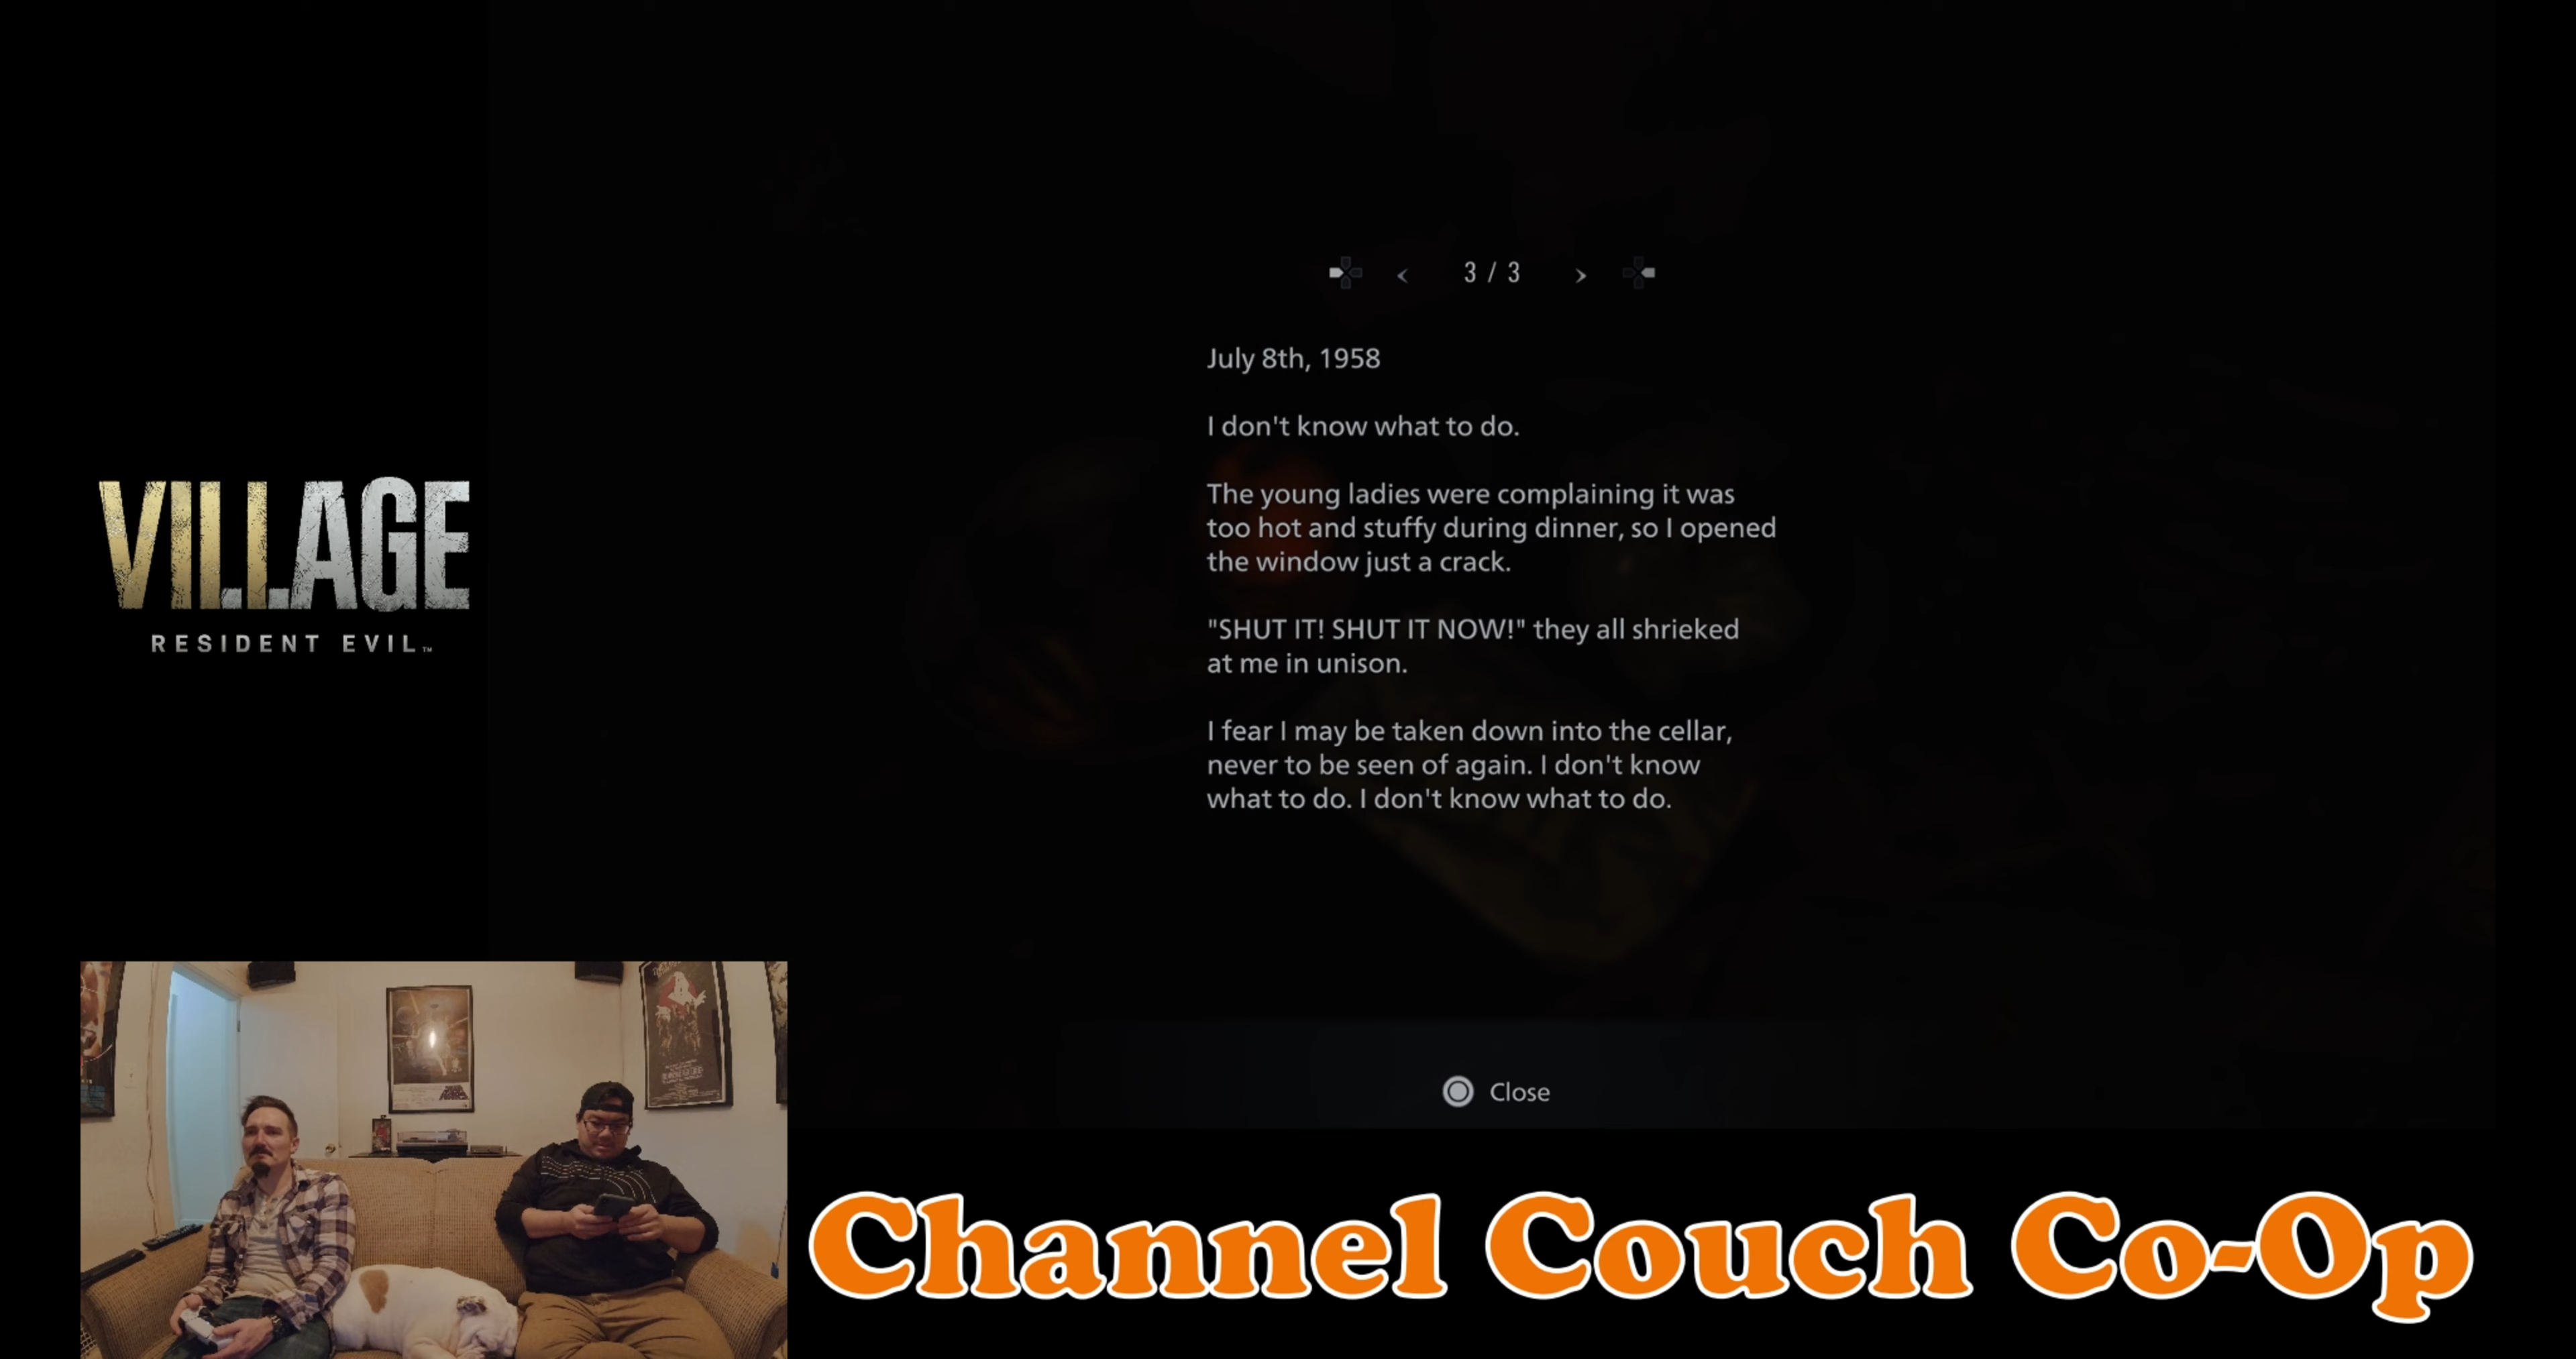 3 / 3
July 8th, 1958
I don't know what to do.
The young ladies were complaining it was
too hot and stuffy during dinner, so I opened
the window just a crack.
"SHUT IT! SHUT IT NOW!" they all shrieked
at me in unison.
I fear I may be taken down into the cellar,
never to be seen of again. I don't know
what to do. I don't know what to do.
Close
VILLAGE
RESIDENT EVIL™
Channel Couch Co-Op